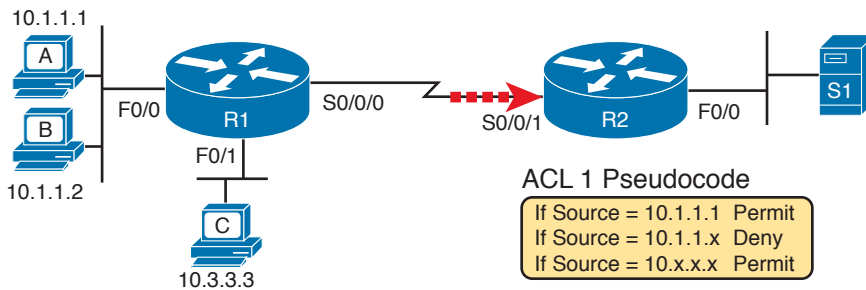 10.1.1.1
A
B
10.1.1.2
F0/0
R1
S0/0/0
F0/1
C
10.3.3.3
S0/0/1
R2
F0/0
S1
ACL 1 Pseudocode
If Source = 10.1.1.1 Permit
If Source = 10.1.1.x Deny
If Source = 10.x.x.x Permit